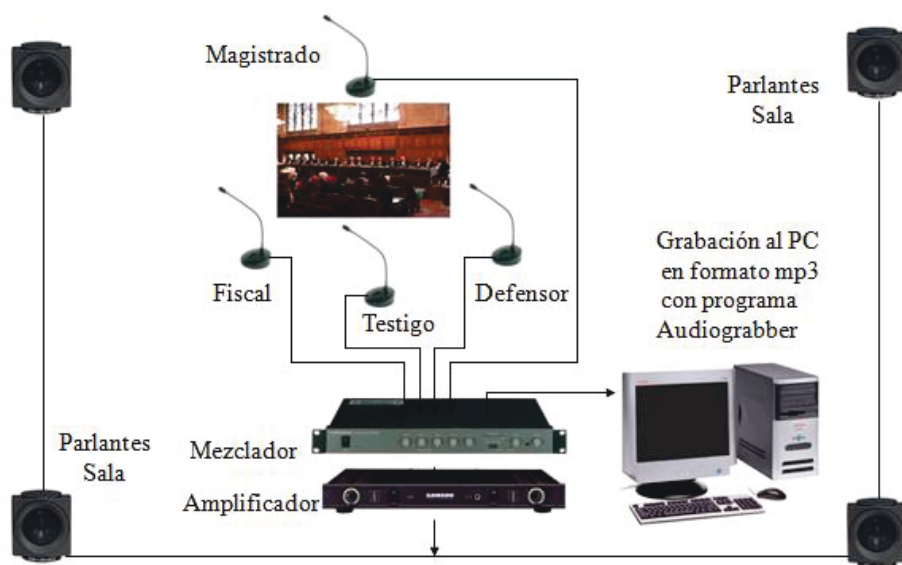 Magistrado
Parlantes
Sala
Fiscal
Testigo
Defensor
Grabación al PC
en formato mp3
con programa
Audiograbber
Parlantes
Sala
Mezclador
Amplificador
SAMSON